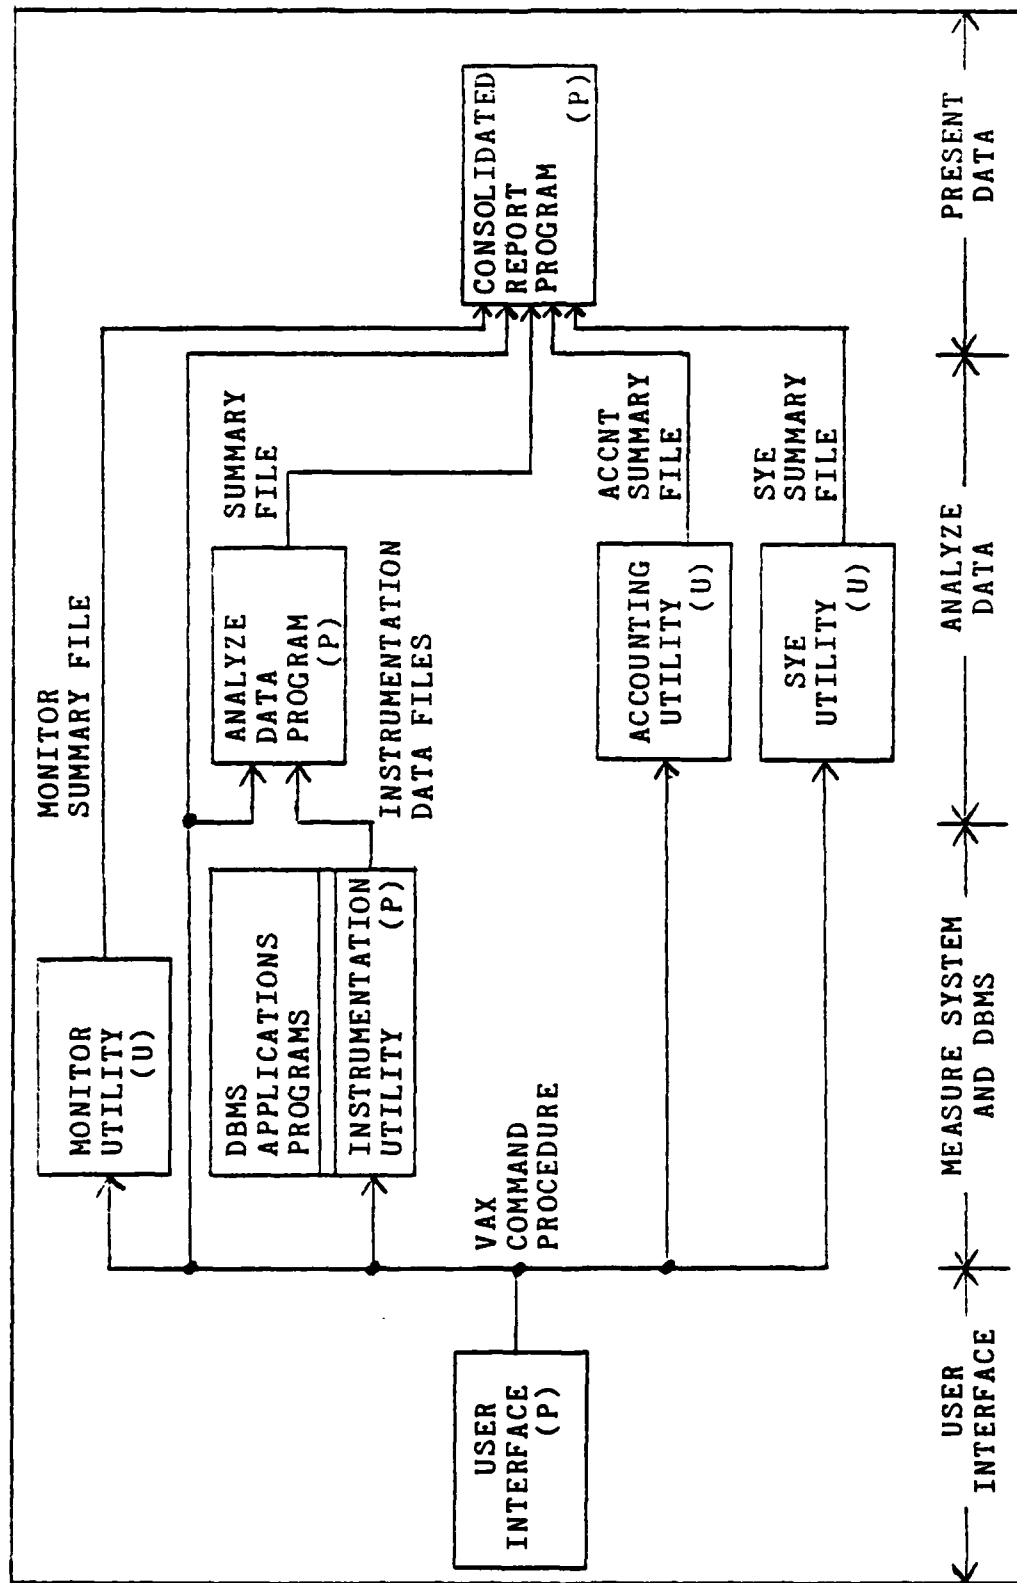 MONITOR
UTILITY
(U)
MONITOR
SUMMARY FILE
DBMS
APPLICATIONS
PROGRAMS
INSTRUMENTATION
UTILITY (P)
INSTRUMENTATION
DATA FILES
ANALYZE
DATA
PROGRAM
(P)
SUMMARY
FILE
USER
INTERFACE
(P)
VAX
COMMAND
PROCEDURE
CONSOLIDATED
REPORT
PROGRAM
(P)
ACCOUNTING
UTILITY
(U)
ACCNT
SUMMARY
FILE
SYE
UTILITY
(U)
SYE
SUMMARY
FILE
USER
INTERFACE
MEASURE SYSTEM
AND DBMS
ANALYZE
DATA
PRESENT
DATA